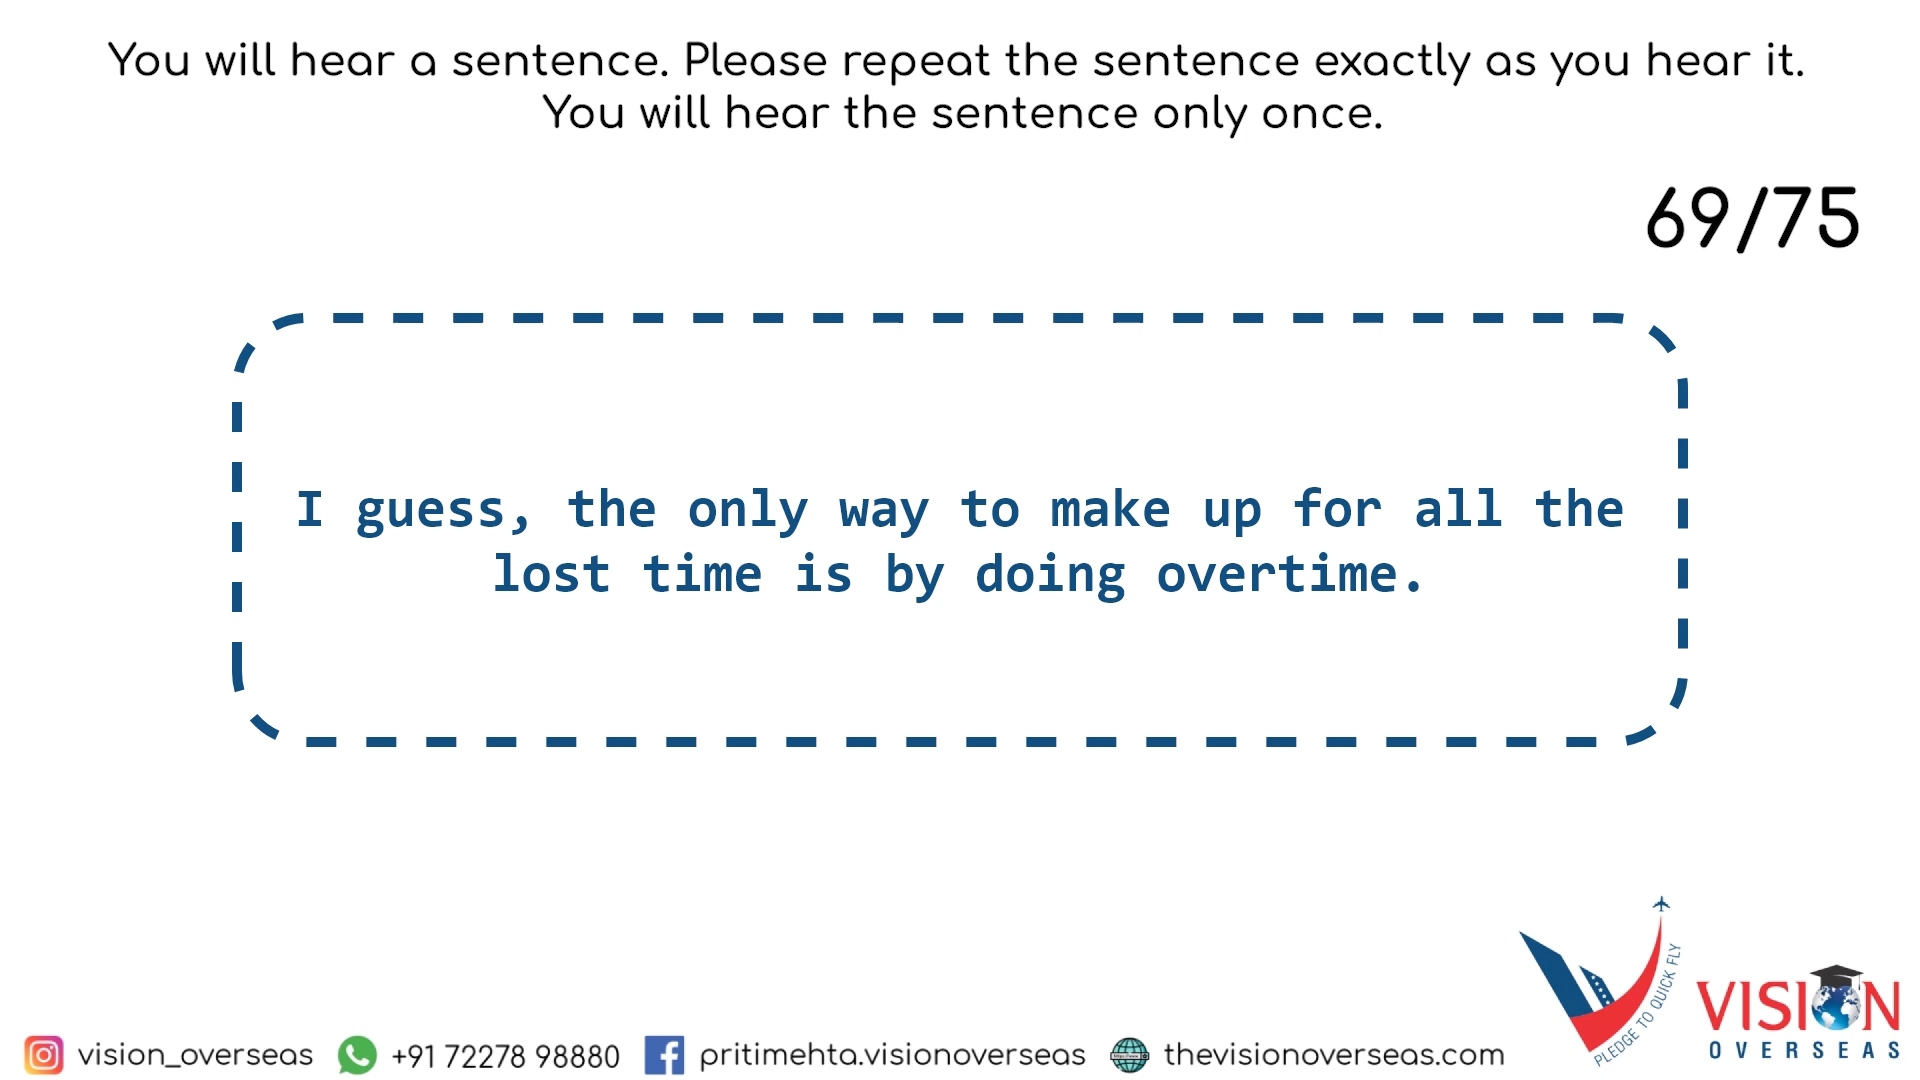 You will hear a sentence. Please repeat the sentence exactly as you hear it.
You will hear the sentence only once.
69/75
I guess, the only way to make up for all the
lost time is by doing overtime.
PLEDGE TO QUICK FLY
VISION
OVERSEAS
vision_overseas
+91 72278 98880
pritimehta.visionoverseas
thevisionoverseas.com